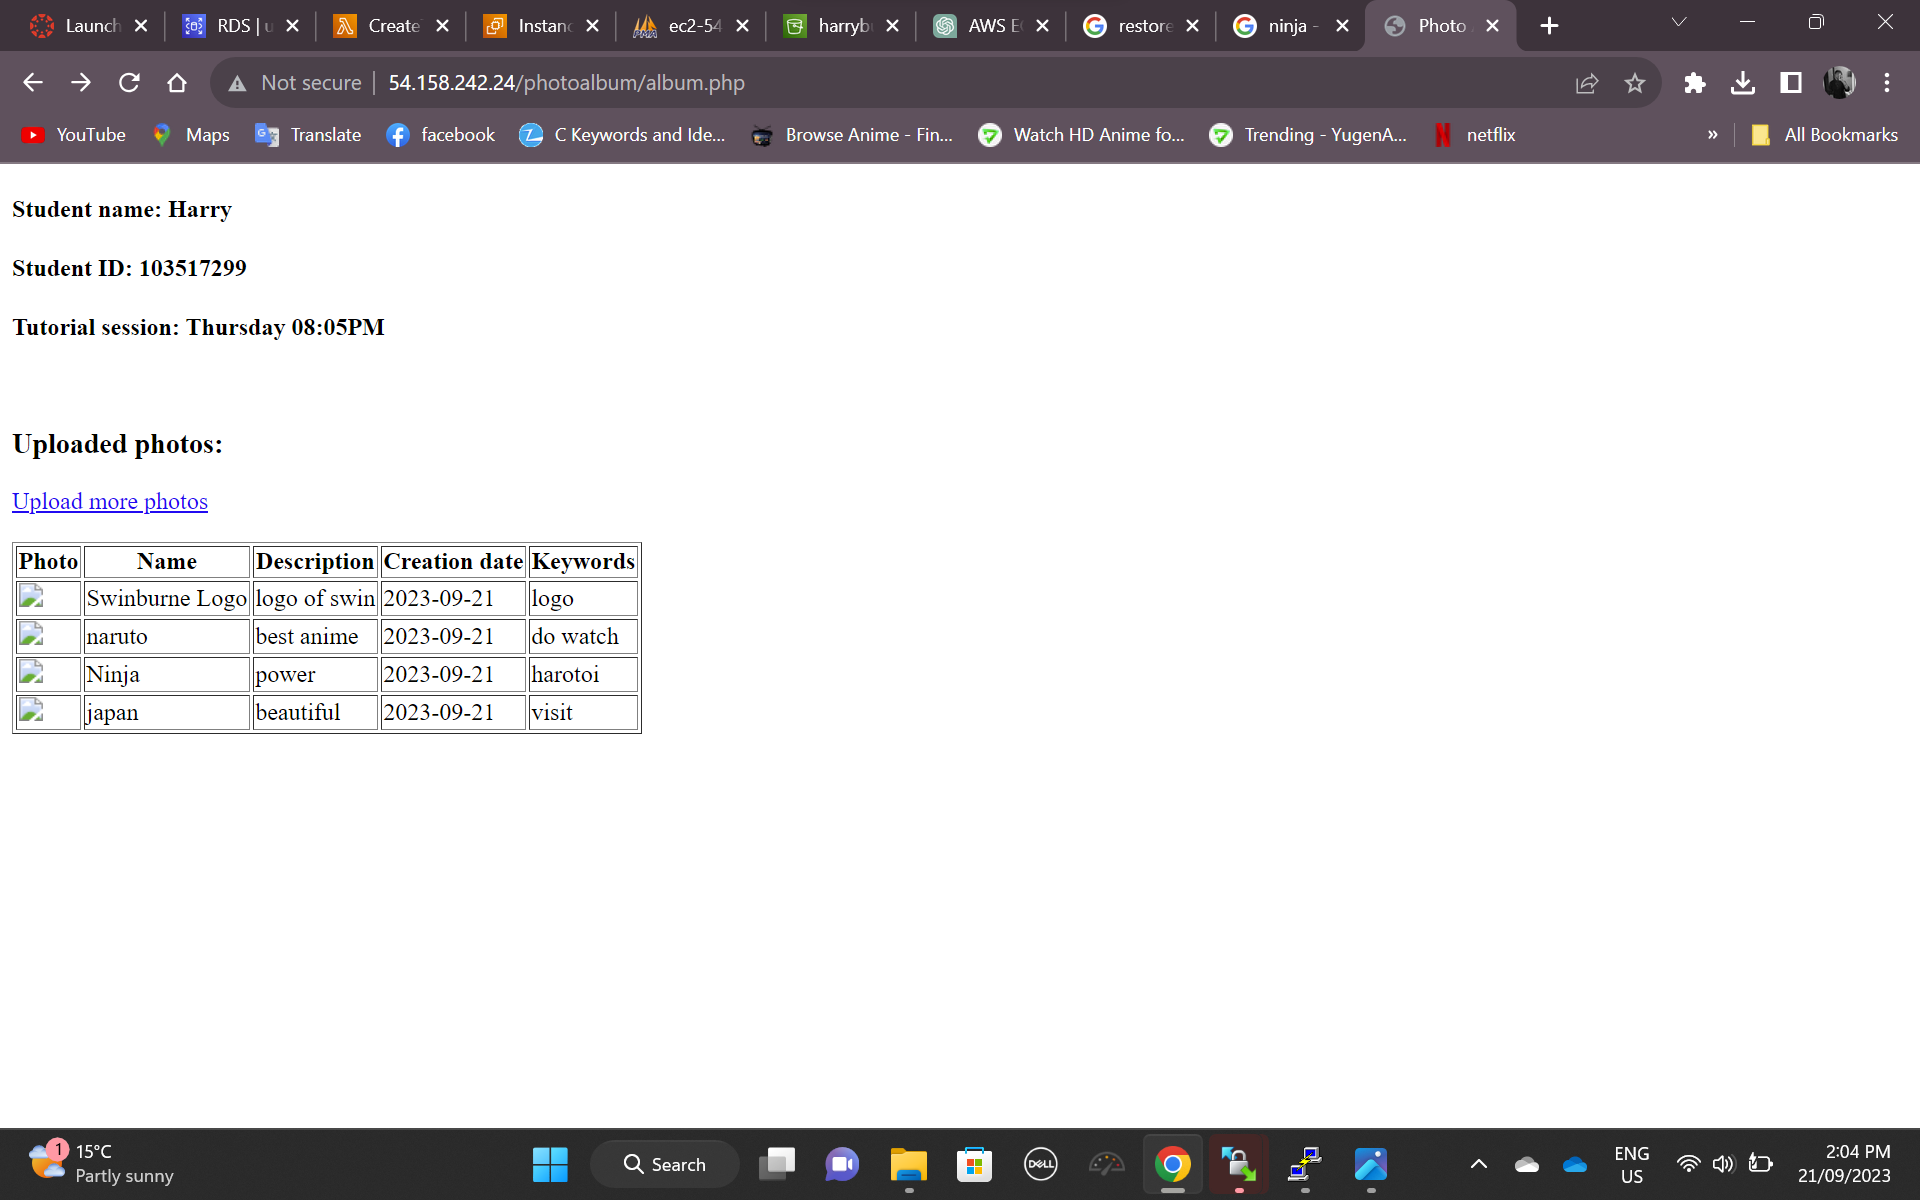 Launch
RDS | u
Create
Instanc
ec2-54
harrybu
AWS E
restore
ninja -
Photo
Not secure
54.158.242.24/photoalbum/album.php
YouTube
Maps
Translate
facebook
C Keywords and Ide...
Browse Anime - Fin...
Watch HD Anime fo...
Trending - YugenA...
netflix
»
All Bookmarks
Student name: Harry
Student ID: 103517299
Tutorial session: Thursday 08:05PM
Uploaded photos:
Upload more photos
Photo Name Description Creation date Keywords
Swinburne Logo logo of swin 2023-09-21 logo
naruto best anime 2023-09-21 do watch
Ninja power 2023-09-21 harotoi
japan beautiful 2023-09-21 visit
1
15°C
Partly sunny
Search
DELL
ENG
US
2:04 PM
21/09/2023